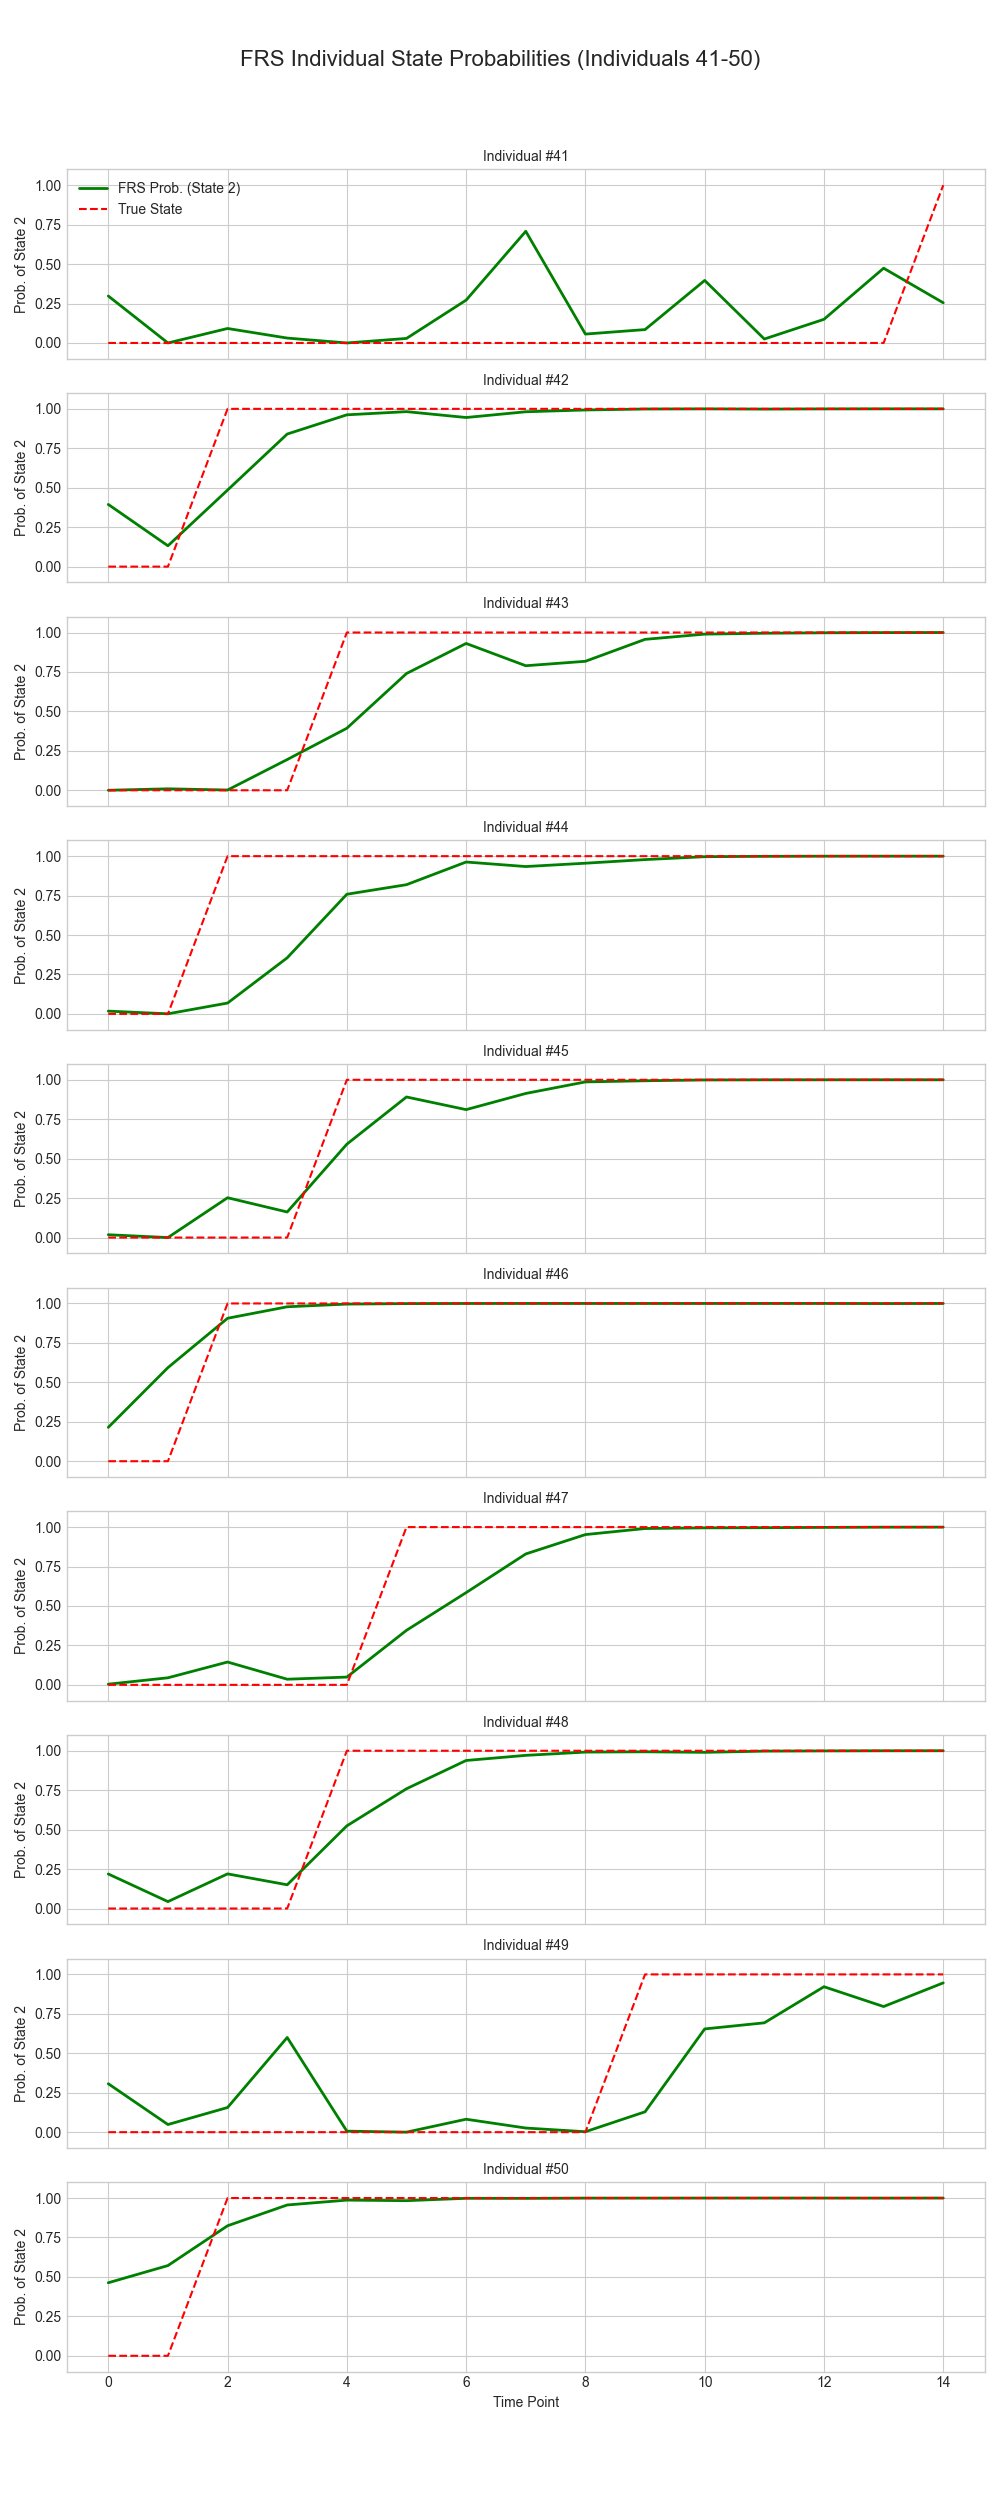 FRS Individual State Probabilities (Individuals 41-50)
Individual #41
FRS Prob. (State 2)
True State
Prob. of State 2
1.00
0.75
0.50
0.25
0.00
Individual #42
Prob. of State 2
1.00
0.75
0.50
0.25
0.00
Individual #43
Prob. of State 2
1.00
0.75
0.50
0.25
0.00
Individual #44
Prob. of State 2
1.00
0.75
0.50
0.25
0.00
Individual #45
Prob. of State 2
1.00
0.75
0.50
0.25
0.00
Individual #46
Prob. of State 2
1.00
0.75
0.50
0.25
0.00
Individual #47
Prob. of State 2
1.00
0.75
0.50
0.25
0.00
Individual #48
Prob. of State 2
1.00
0.75
0.50
0.25
0.00
Individual #49
Prob. of State 2
1.00
0.75
0.50
0.25
0.00
Individual #50
Prob. of State 2
1.00
0.75
0.50
0.25
0.00
0 2 4 6 8 10 12 14
Time Point